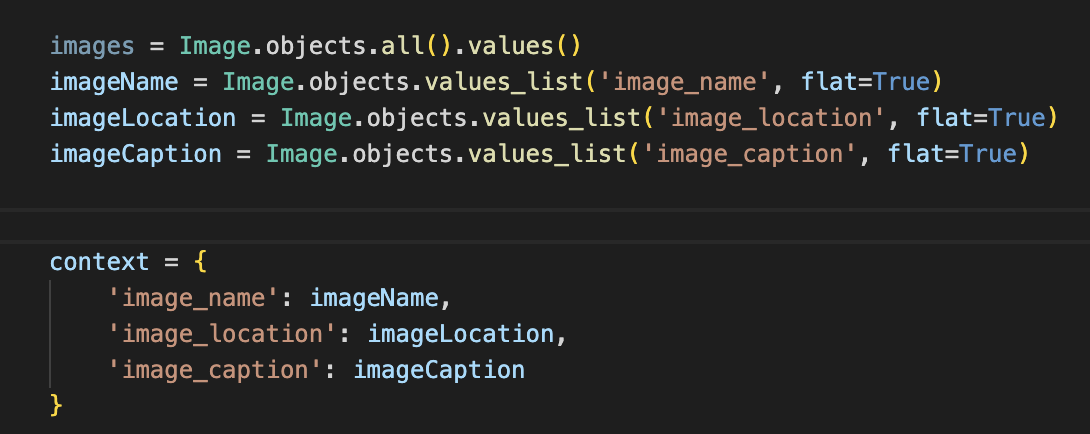 images = Image.objects.all().values()
imageName = Image.objects.values_list('image_name', flat=True)
imageLocation = Image.objects.values_list('image_location', flat=True)
imageCaption = Image.objects.values_list('image_caption', flat=True)
context = {
    'image_name': imageName,
    'image_location': imageLocation,
    'image_caption': imageCaption
}